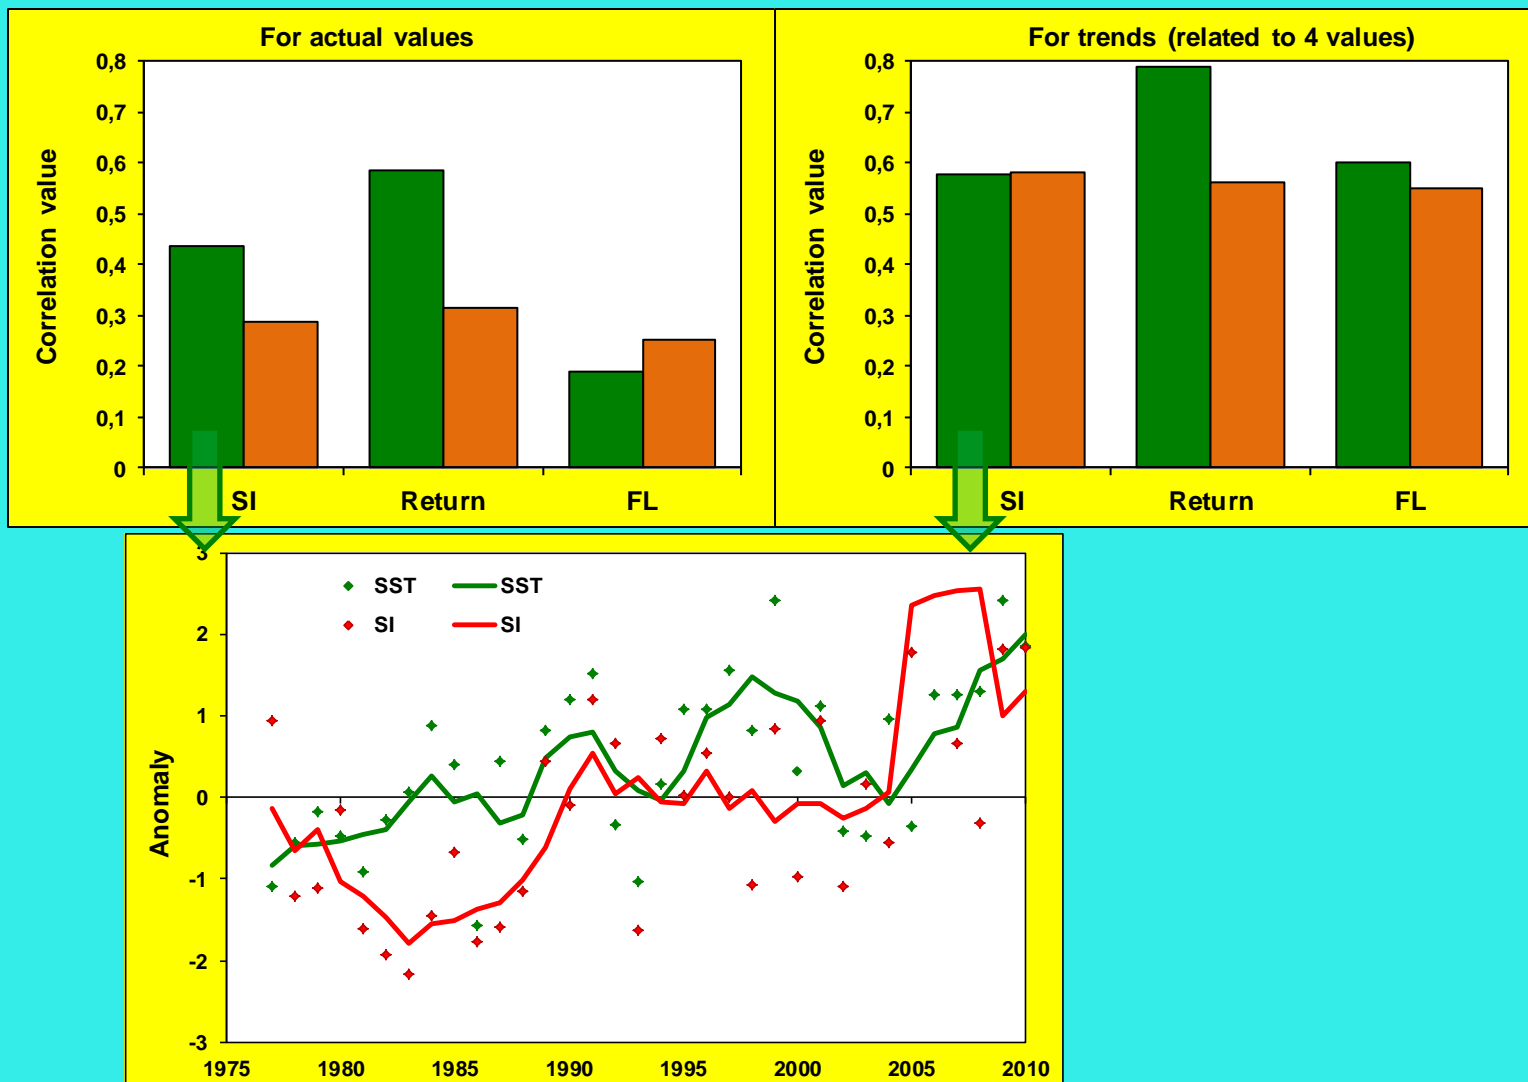 For actual values
0,8
0,7
0,6
0,5
0,4
0,3
0,2
0,1
0
Correlation value
SI Return FL
For trends (related to 4 values)
0,8
0,7
0,6
0,5
0,4
0,3
0,2
0,1
0
Correlation value
SI Return FL
3
2
1
0
-1
-2
-3
Anomaly
SST SST
SI SI
1975 1980 1985 1990 1995 2000 2005 2010